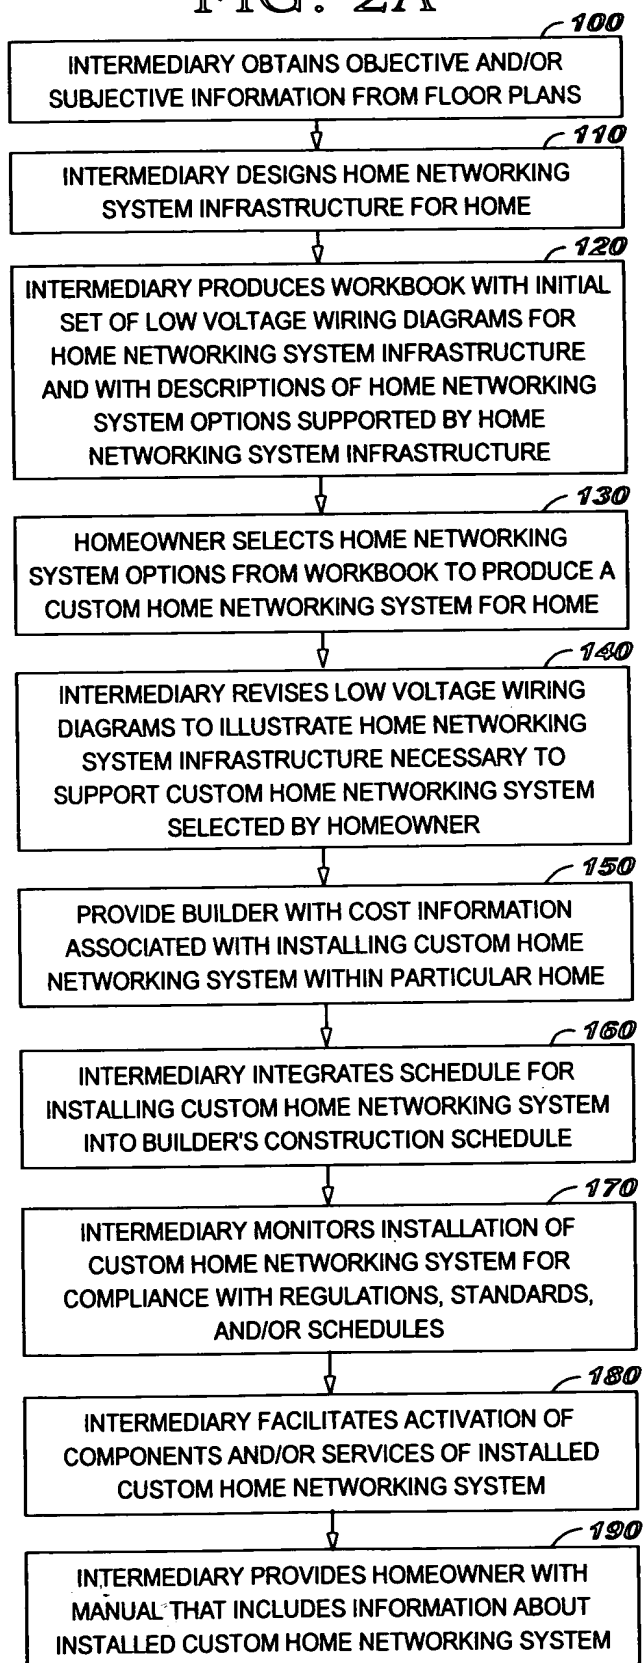 FIG. 2A
100
INTERMEDIARY OBTAINS OBJECTIVE AND/OR
SUBJECTIVE INFORMATION FROM FLOOR PLANS
110
INTERMEDIARY DESIGNS HOME NETWORKING
SYSTEM INFRASTRUCTURE FOR HOME
120
INTERMEDIARY PRODUCES WORKBOOK WITH INITIAL
SET OF LOW VOLTAGE WIRING DIAGRAMS FOR
HOME NETWORKING SYSTEM INFRASTRUCTURE
AND WITH DESCRIPTIONS OF HOME NETWORKING
SYSTEM OPTIONS SUPPORTED BY HOME
NETWORKING SYSTEM INFRASTRUCTURE
130
HOMEOWNER SELECTS HOME NETWORKING
SYSTEM OPTIONS FROM WORKBOOK TO PRODUCE A
CUSTOM HOME NETWORKING SYSTEM FOR HOME
140
INTERMEDIARY REVISES LOW VOLTAGE WIRING
DIAGRAMS TO ILLUSTRATE HOME NETWORKING
SYSTEM INFRASTRUCTURE NECESSARY TO
SUPPORT CUSTOM HOME NETWORKING SYSTEM
SELECTED BY HOMEOWNER
150
PROVIDE BUILDER WITH COST INFORMATION
ASSOCIATED WITH INSTALLING CUSTOM HOME
NETWORKING SYSTEM WITHIN PARTICULAR HOME
160
INTERMEDIARY INTEGRATES SCHEDULE FOR
INSTALLING CUSTOM HOME NETWORKING SYSTEM
INTO BUILDER'S CONSTRUCTION SCHEDULE
170
INTERMEDIARY MONITORS INSTALLATION OF
CUSTOM HOME NETWORKING SYSTEM FOR
COMPLIANCE WITH REGULATIONS, STANDARDS,
AND/OR SCHEDULES
180
INTERMEDIARY FACILITATES ACTIVATION OF
COMPONENTS AND/OR SERVICES OF INSTALLED
CUSTOM HOME NETWORKING SYSTEM
190
INTERMEDIARY PROVIDES HOMEOWNER WITH
MANUAL THAT INCLUDES INFORMATION ABOUT
INSTALLED CUSTOM HOME NETWORKING SYSTEM